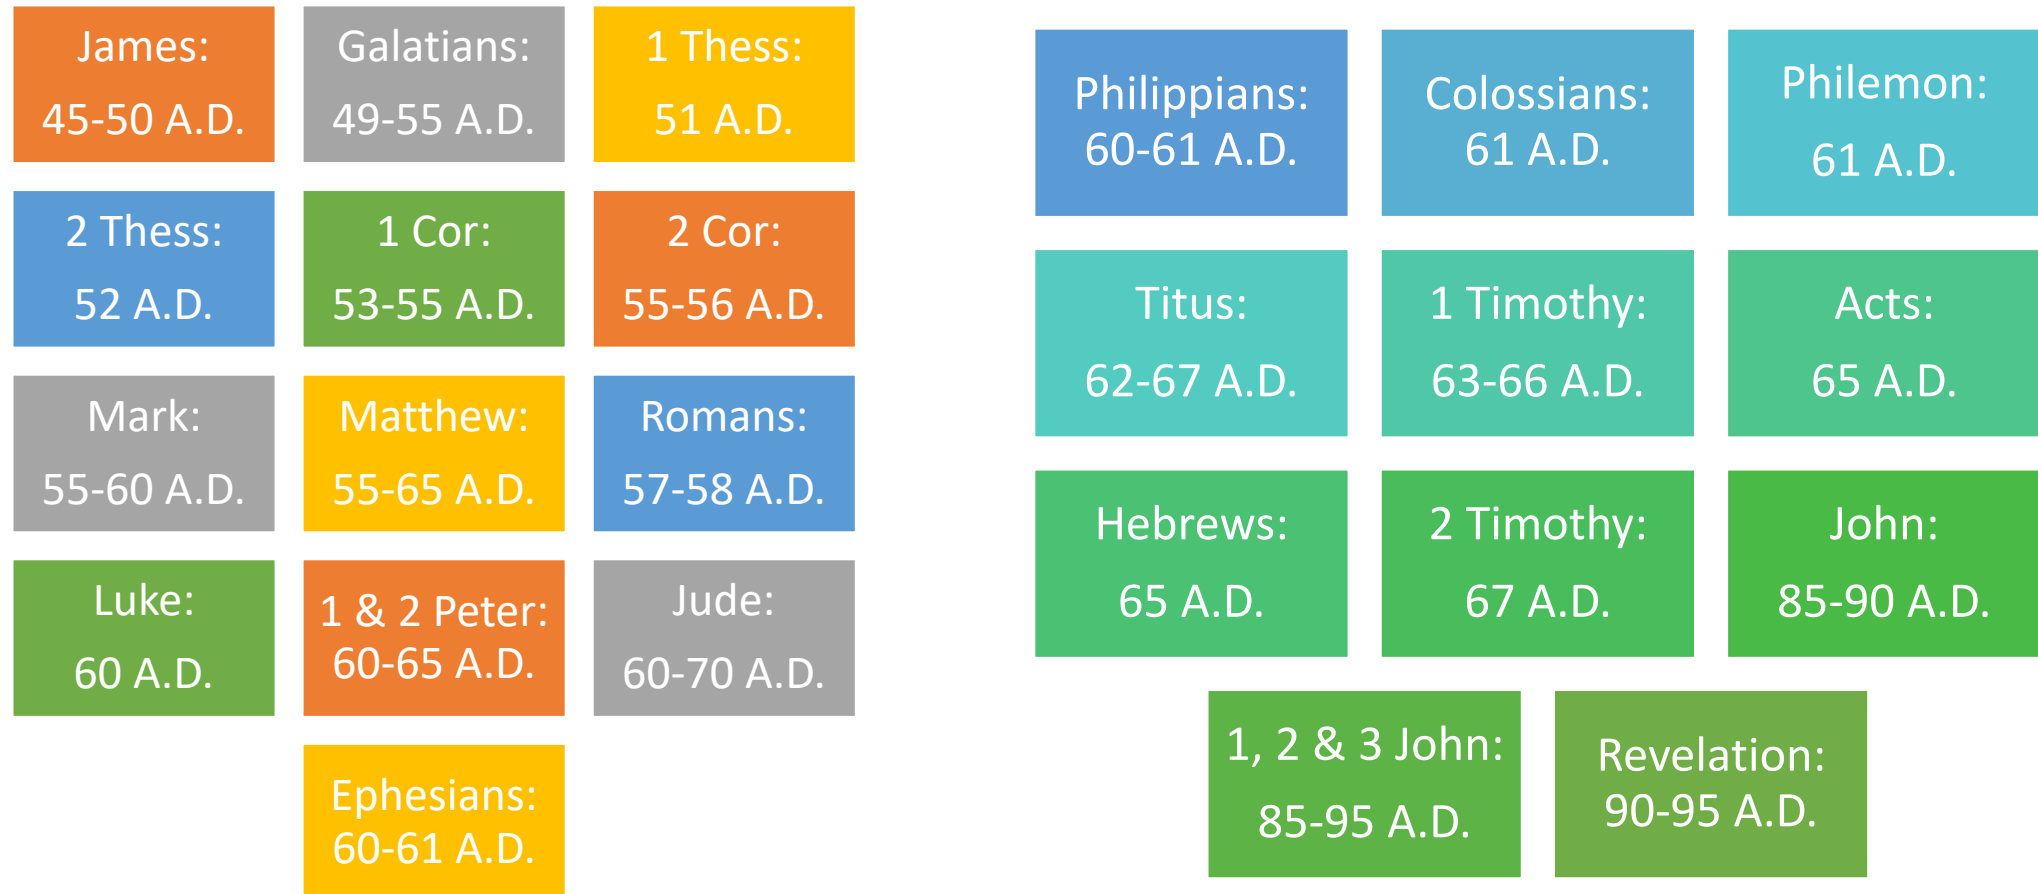 James:
45-50 A.D.
Galatians:
49-55 A.D.
1 Thess:
51 A.D.
2 Thess:
52 A.D.
1 Cor:
53-55 A.D.
2 Cor:
55-56 A.D.
Mark:
55-60 A.D.
Matthew:
55-65 A.D.
Romans:
57-58 A.D.
Luke:
60 A.D.
1 & 2 Peter:
60-65 A.D.
Jude:
60-70 A.D.
Ephesians:
60-61 A.D.
Philippians:
60-61 A.D.
Colossians:
61 A.D.
Philemon:
61 A.D.
Titus:
62-67 A.D.
1 Timothy:
63-66 A.D.
Acts:
65 A.D.
Hebrews:
65 A.D.
2 Timothy:
67 A.D.
John:
85-90 A.D.
1, 2 & 3 John:
85-95 A.D.
Revelation:
90-95 A.D.